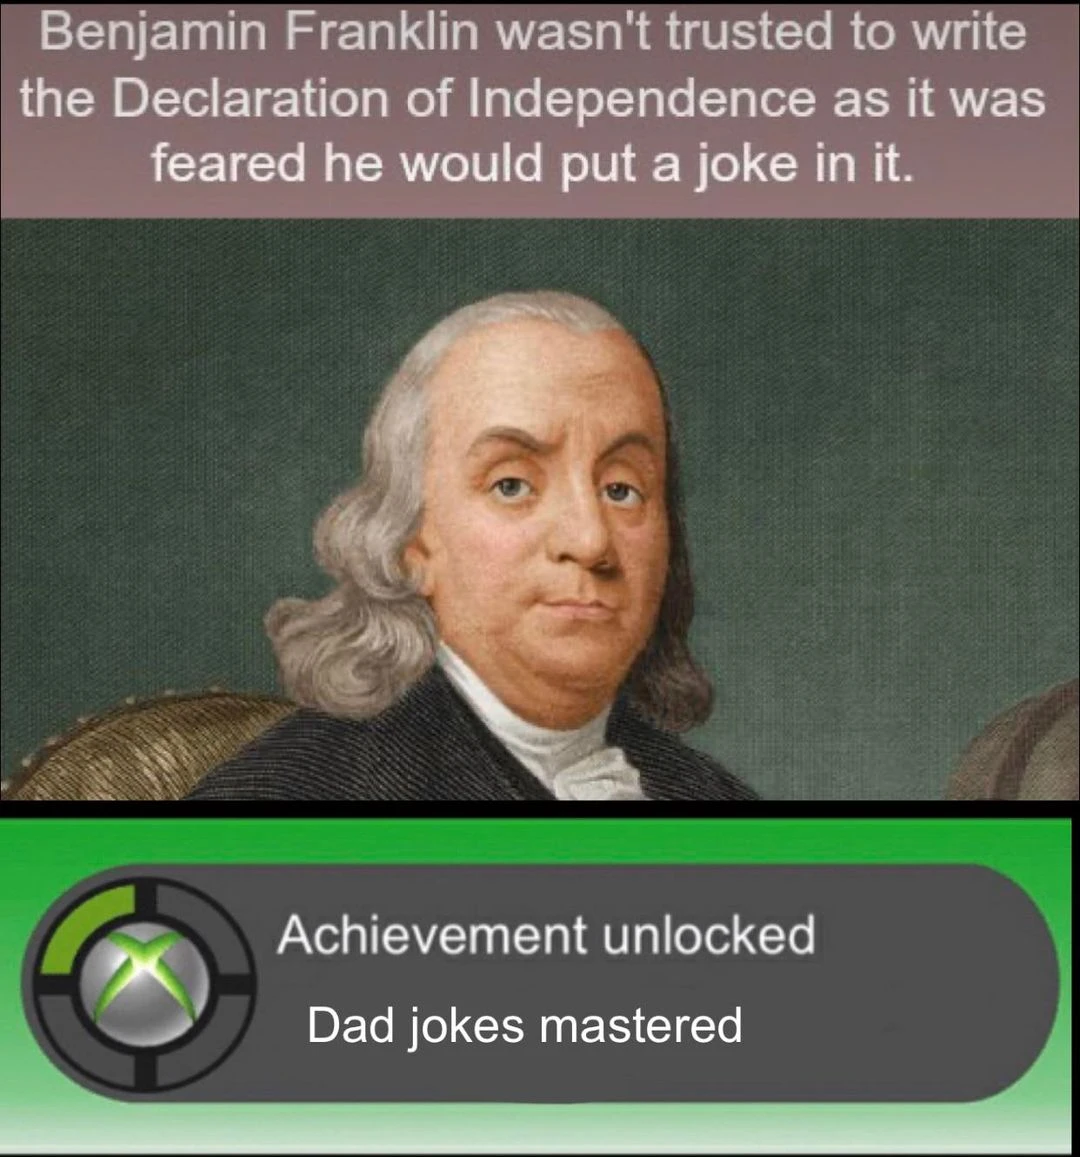 Benjamin Franklin wasn't trusted to write
the Declaration of Independence as it was
feared he would put a joke in it.
Achievement unlocked
Dad jokes mastered